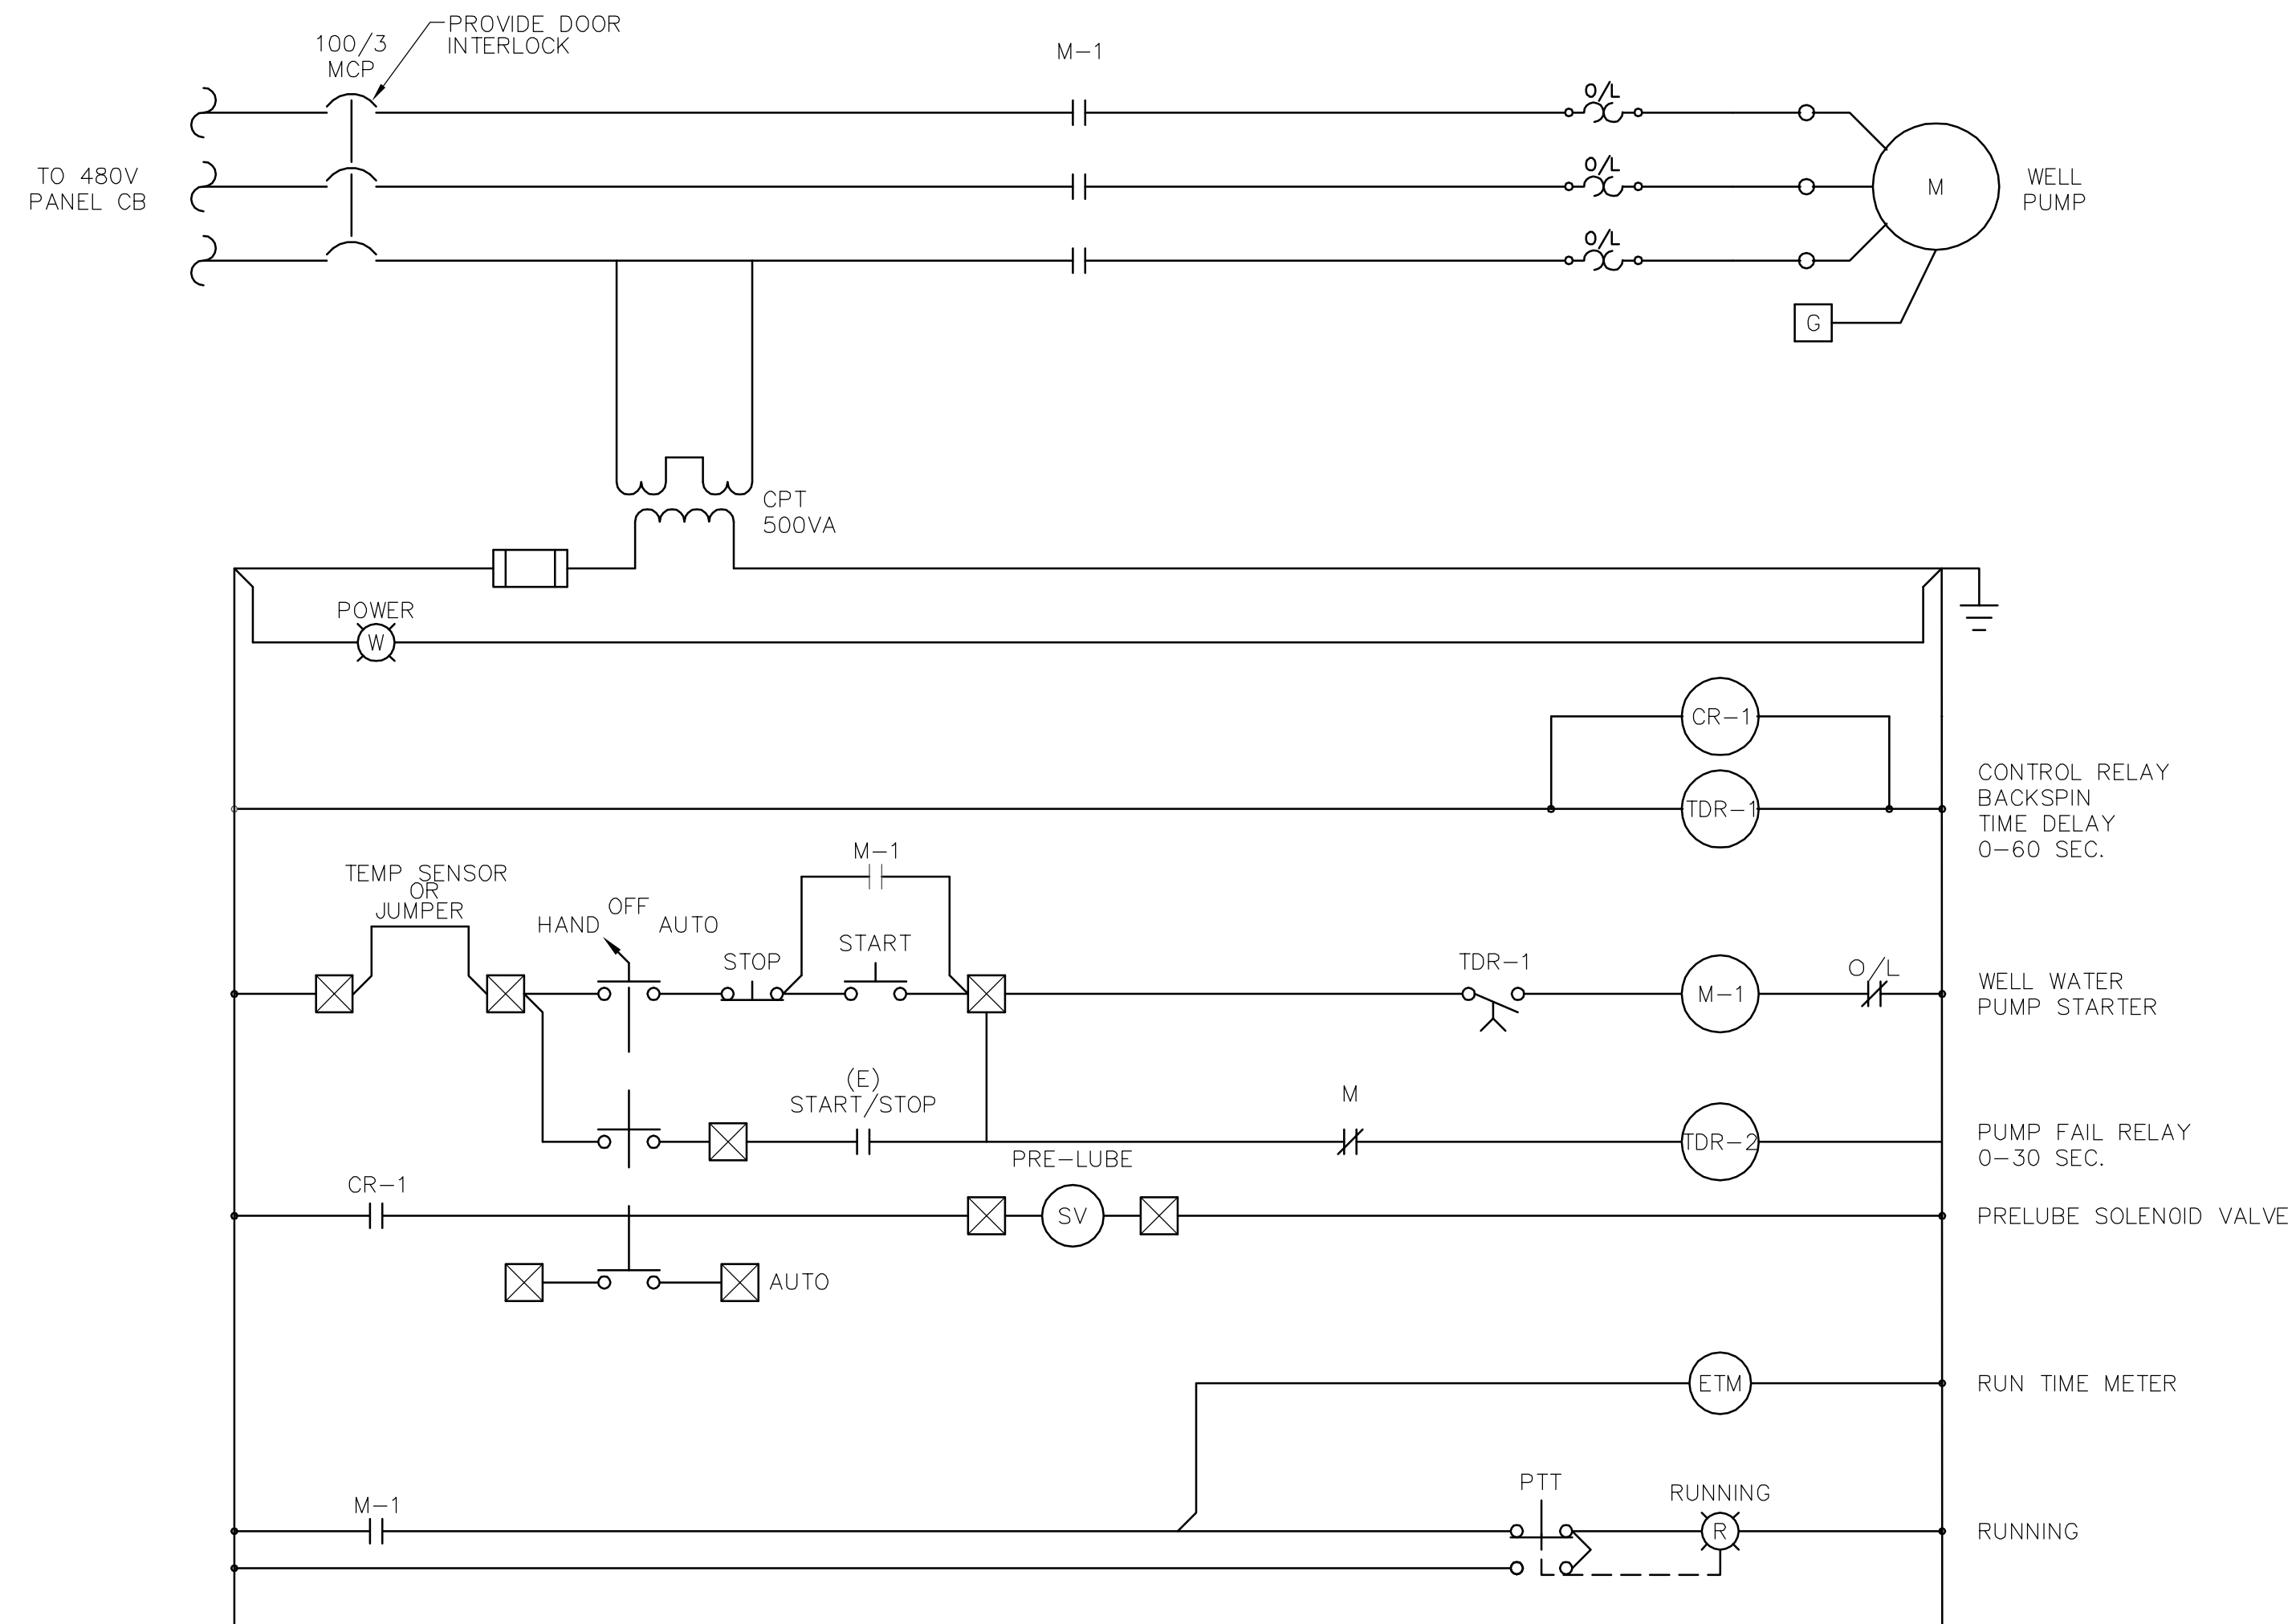 PROVIDE DOOR
INTERLOCK
100/3
MCP
M-1
O/L
O/L
O/L
TO 480V
PANEL CB
M
WELL
PUMP
G
CPT
500VA
POWER
W
CR-1
TDR-1
CONTROL RELAY
BACKSPIN
TIME DELAY
0-60 SEC.
TEMP SENSOR
OR
JUMPER
HAND
OFF
AUTO
STOP
M-1
START
TDR-1
M-1
O/L
WELL WATER
PUMP STARTER
(E)
START/STOP
M
TDR-2
PUMP FAIL RELAY
0-30 SEC.
CR-1
PRE-LUBE
SV
PRELUBE SOLENOID VALVE
AUTO
ETM
RUN TIME METER
M-1
PTT
RUNNING
R
RUNNING